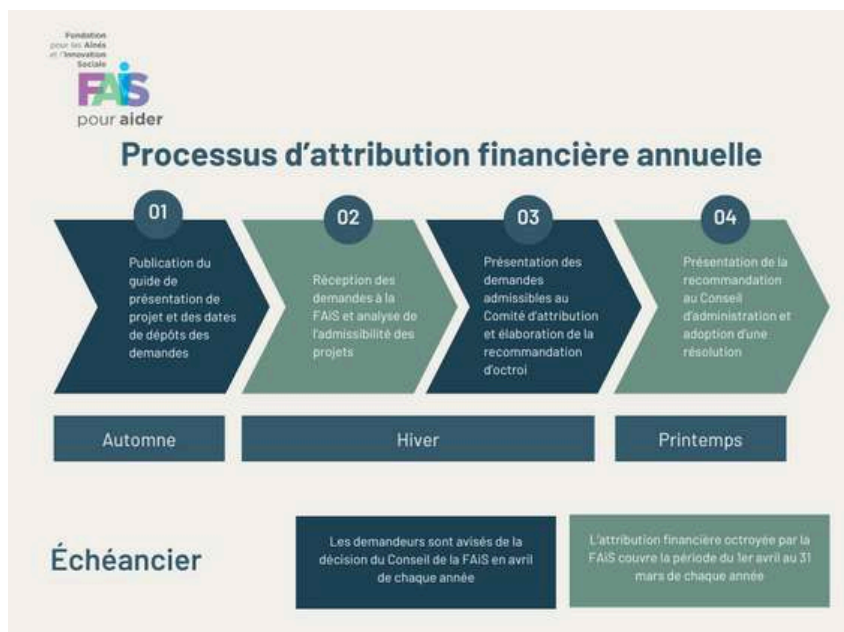 Fondation
pour les Aînés
et l'Innovation
Sociale
FAiS
pour aider
Processus d'attribution financière annuelle
01
Publication du
guide de
présentation de
projet et des dates
de dépôts des
demandes
02
Réception des
demandes à la
FAiS et analyse de
l'admissibilité des
projets
03
Présentation des
demandes
admissibles au
Comité d'attribution
et élaboration de la
recommandation
d'octroi
04
Présentation de la
recommandation
au Conseil
d'administration et
adoption d'une
résolution
Automne
Hiver
Printemps
Échéancier
Les demandeurs sont avisés de la
décision du Conseil de la FAiS en avril
de chaque année
L'attribution financière octroyée par la
FAiS couvre la période du 1er avril au 31
mars de chaque année